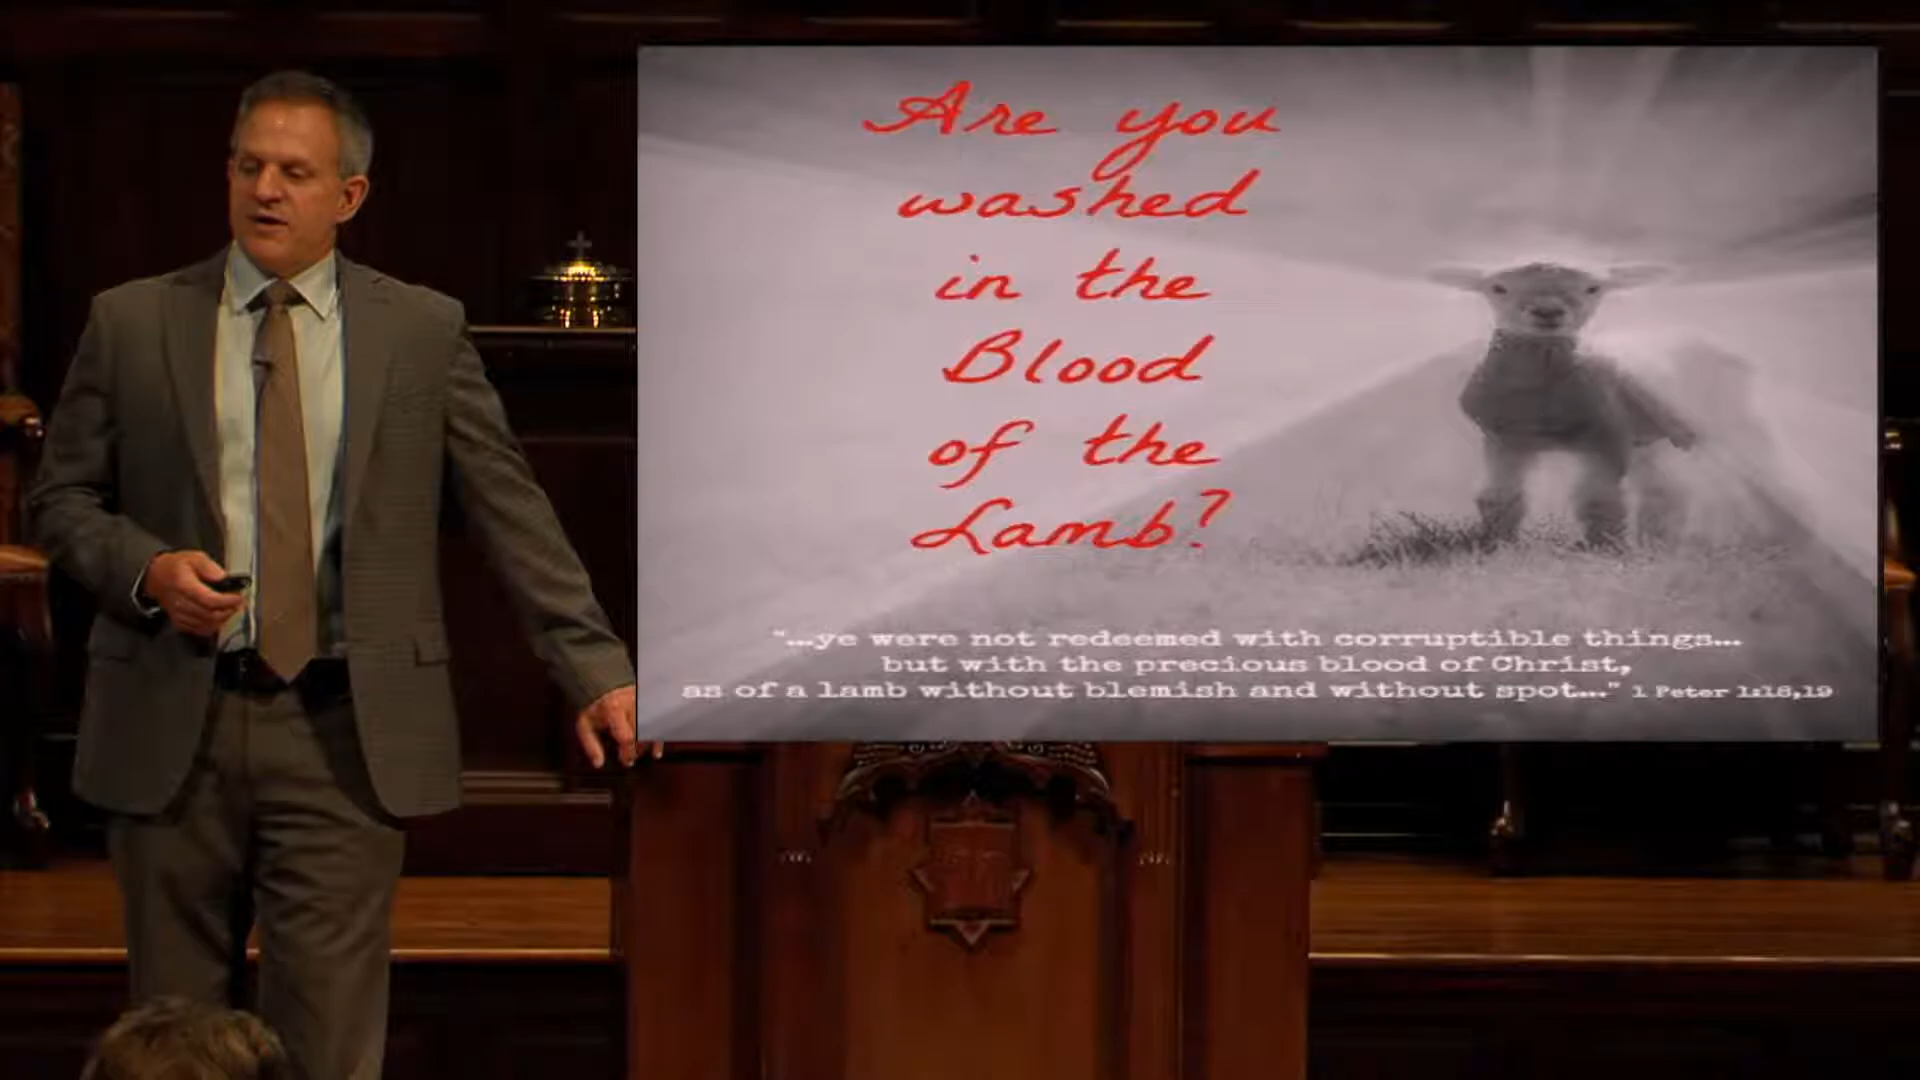 Are you
washed
in the
Blood
of the
Lamb?
"...ye were not redeemed with corruptible things...
but with the precious blood of Christ,
as of a lamb without blemish and without spot..." 1 Peter 1:18,19